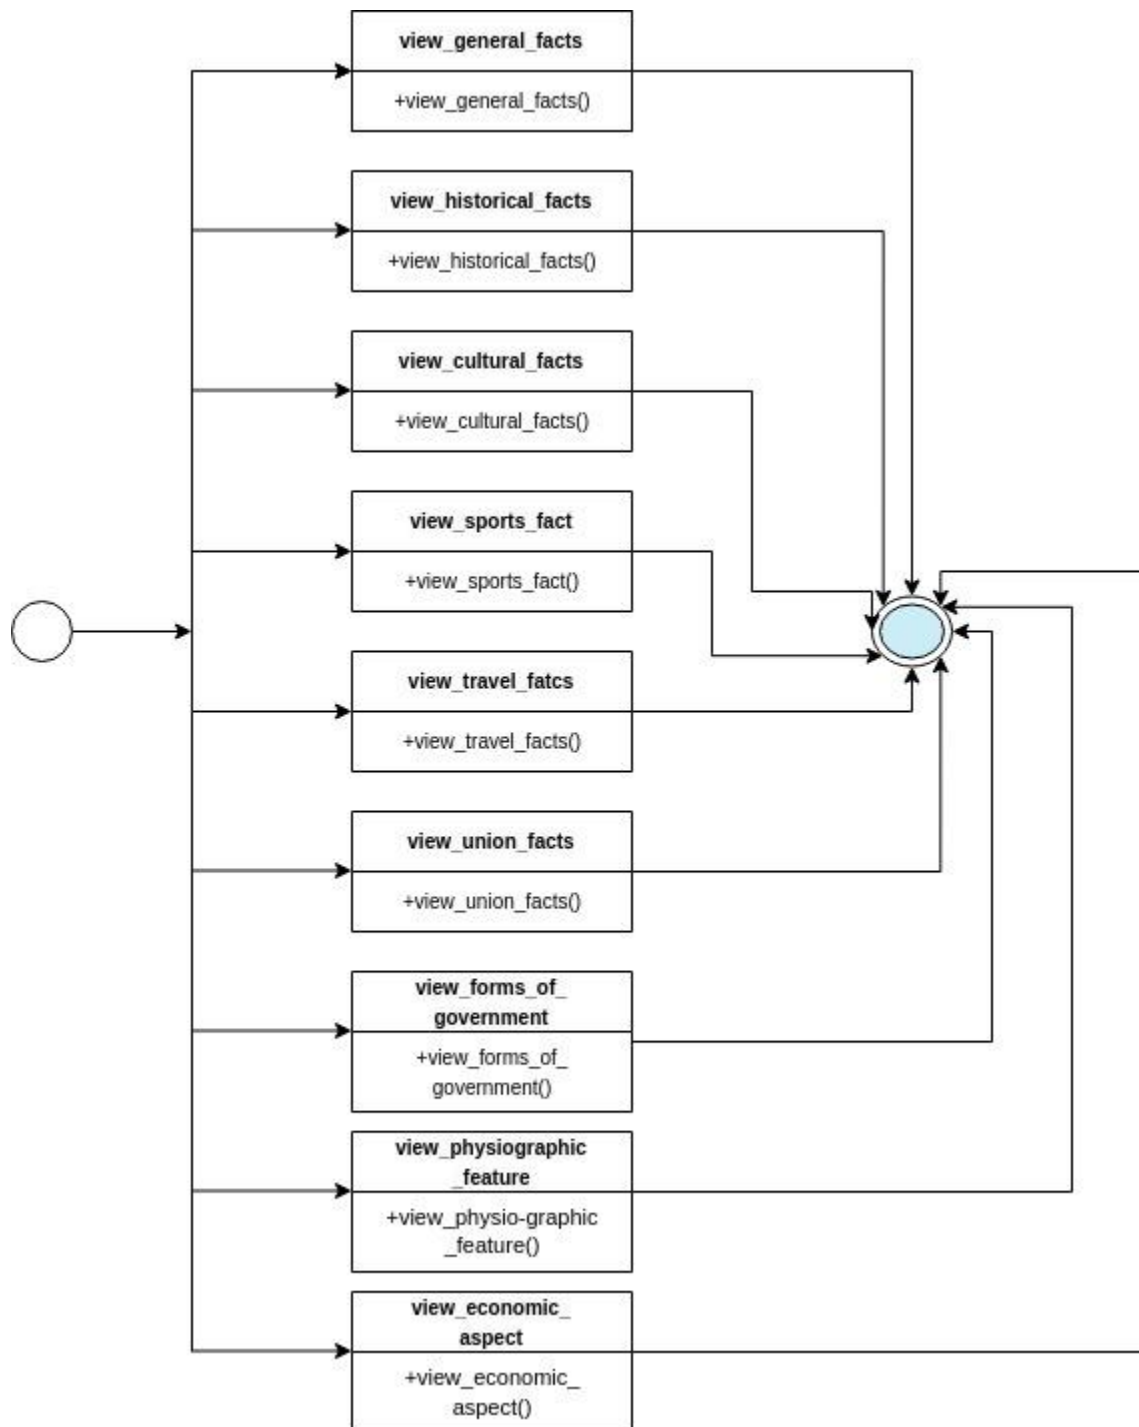 view_general_facts
+view_general_facts()
view_historical_facts
+view_historical_facts()
view_cultural_facts
+view_cultural_facts()
view_sports_fact
+view_sports_fact()
view_travel_fatcs
+view_travel_facts()
view_union_facts
+view_union_facts()
view_forms_of_
government
+view_forms_of_
government()
view_physiographic
_feature
+view_physio-graphic
_feature()
view_economic_
aspect
+view_economic_
aspect()